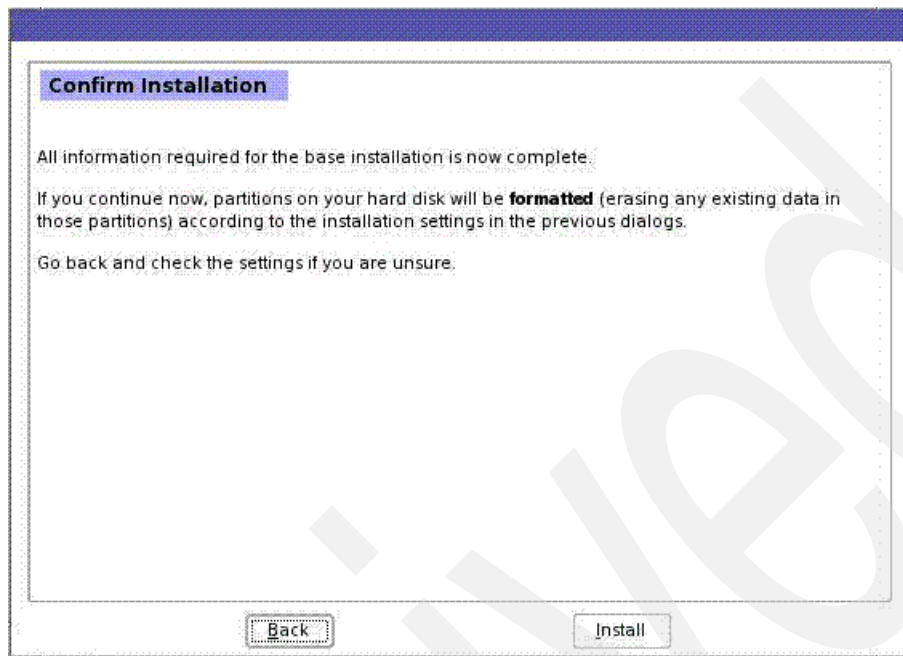 Confirm Installation
All information required for the base installation is now complete.
If you continue now, partitions on your hard disk will be formatted (erasing any existing data in
those partitions) according to the installation settings in the previous dialogs.
Go back and check the settings if you are unsure.
Back
Install